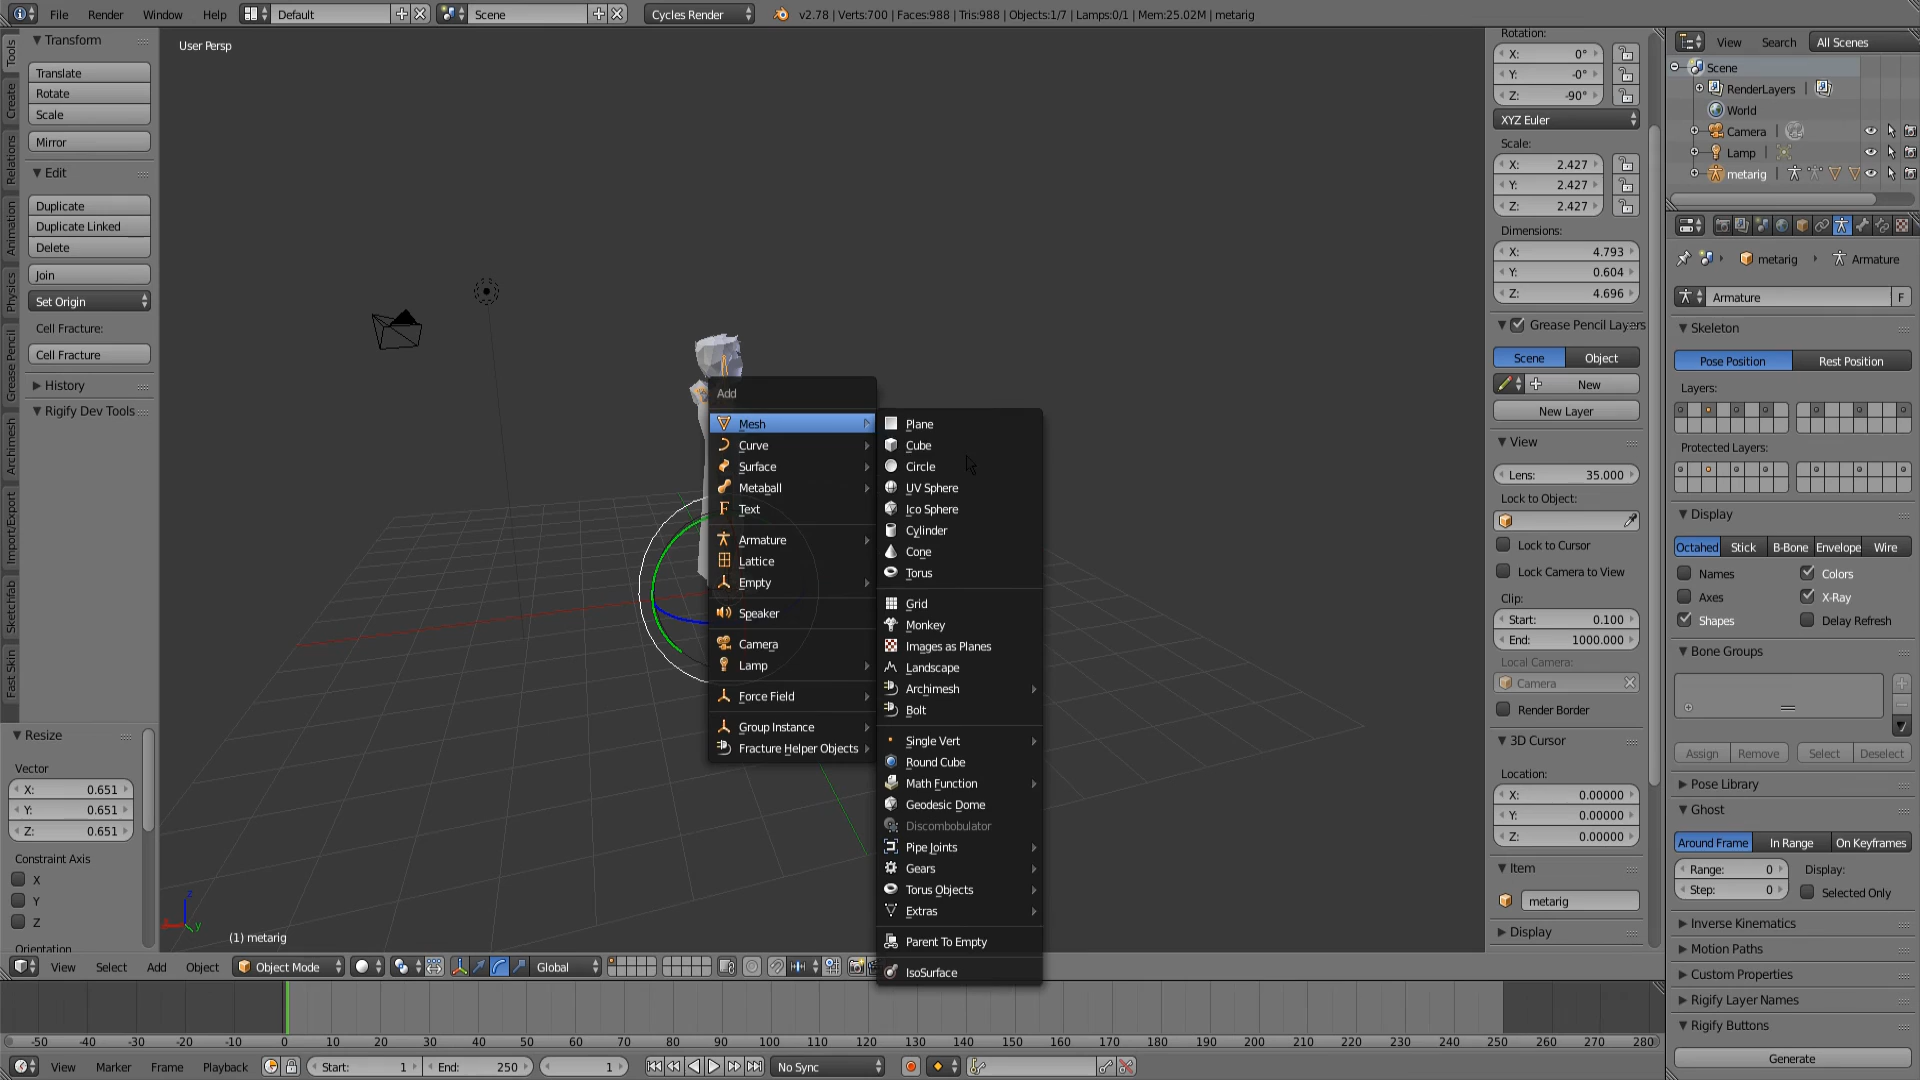 File Render Window Help Default Scene Cycles Render v2.78 | Verts:700 | Faces:988 | Tris:988 | Objects:1/7 | Lamps:0/1 | Mem:25.02M | metarig
Tools
Create
Relations
Animation
Physics
Grease Pencil
Archimesh
Import/Export
Sketchfab
Fast Skin
Transform
Translate
Rotate
Scale
Mirror
Edit
Duplicate
Duplicate Linked
Delete
Join
Set Origin
Cell Fracture:
Cell Fracture
History
Rigify Dev Tools
Resize
Vector
X: 0.651
Y: 0.651
Z: 0.651
Constraint Axis
X
Y
Z
Orientation
User Persp
z
y
(1) metarig
Add
Mesh
Curve
Surface
Metaball
Text
Armature
Lattice
Empty
Speaker
Camera
Lamp
Force Field
Group Instance
Fracture Helper Objects
Plane
Cube
Circle
UV Sphere
Ico Sphere
Cylinder
Cone
Torus
Grid
Monkey
Images as Planes
Landscape
Archimesh
Bolt
Single Vert
Round Cube
Math Function
Geodesic Dome
Discombobulator
Pipe Joints
Gears
Torus Objects
Extras
Parent To Empty
IsoSurface
Rotation:
X: 0°
Y: -0°
Z: -90°
XYZ Euler
Scale:
X: 2.427
Y: 2.427
Z: 2.427
Dimensions:
X: 4.793
Y: 0.604
Z: 4.696
Grease Pencil Layers
Scene Object
New
New Layer
View
Lens: 35.000
Lock to Object:
Lock to Cursor
Lock Camera to View
Clip:
Start: 0.100
End: 1000.000
Local Camera:
Camera
Render Border
3D Cursor
Location:
X: 0.00000
Y: 0.00000
Z: 0.00000
Item
metarig
Display
View Search All Scenes
Scene
RenderLayers |
World
Camera |
Lamp |
metarig |
metarig Armature
Armature F
Skeleton
Pose Position Rest Position
Layers:
Protected Layers:
Display
Octahed Stick B-Bone Envelope Wire
Names Colors
Axes X-Ray
Shapes Delay Refresh
Bone Groups
Assign Remove Select Deselect
Pose Library
Ghost
Around Frame In Range On Keyframes
Range: 0 Display:
Step: 0 Selected Only
Inverse Kinematics
Motion Paths
Custom Properties
Rigify Layer Names
Rigify Buttons
Generate
View Select Add Object Object Mode Global
-50 -40 -30 -20 -10 0 10 20 30 40 50 60 70 80 90 100 110 120 130 140 150 160 170 180 190 200 210 220 230 240 250 260 270 280
View Marker Frame Playback Start: 1 End: 250 1 No Sync